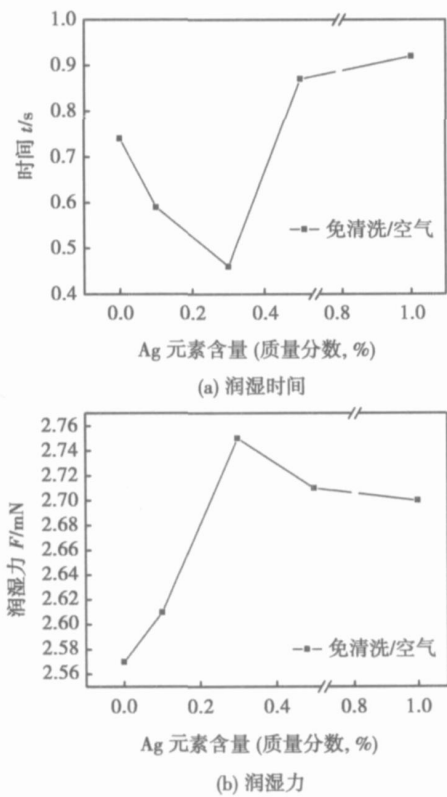 1.0
0.9
0.8
0.7
0.6
0.5
0.4
时间 t/s
免清洗/空气
0.0 0.2 0.4 0.8 1.0
Ag 元素含量 (质量分数, %)
(a) 润湿时间
2.76
2.74
2.72
2.70
2.68
2.66
2.64
2.62
2.60
2.58
2.56
润湿力 F/mN
免清洗/空气
0.0 0.2 0.4 0.8 1.0
Ag 元素含量 (质量分数, %)
(b) 润湿力